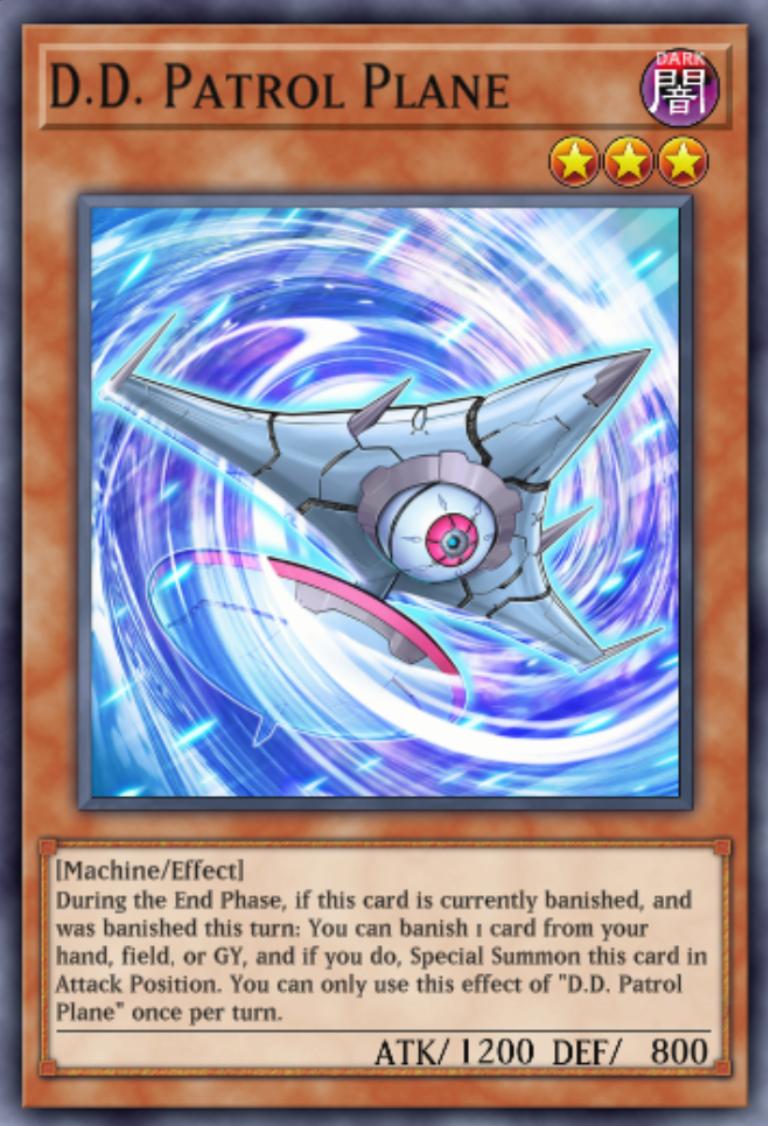 D.D. Patrol Plane
DARK
闇
[Machine/Effect]
During the End Phase, if this card is currently banished, and
was banished this turn: You can banish 1 card from your
hand, field, or GY, and if you do, Special Summon this card in
Attack Position. You can only use this effect of "D.D. Patrol
Plane" once per turn.
ATK/ 1200 DEF/ 800